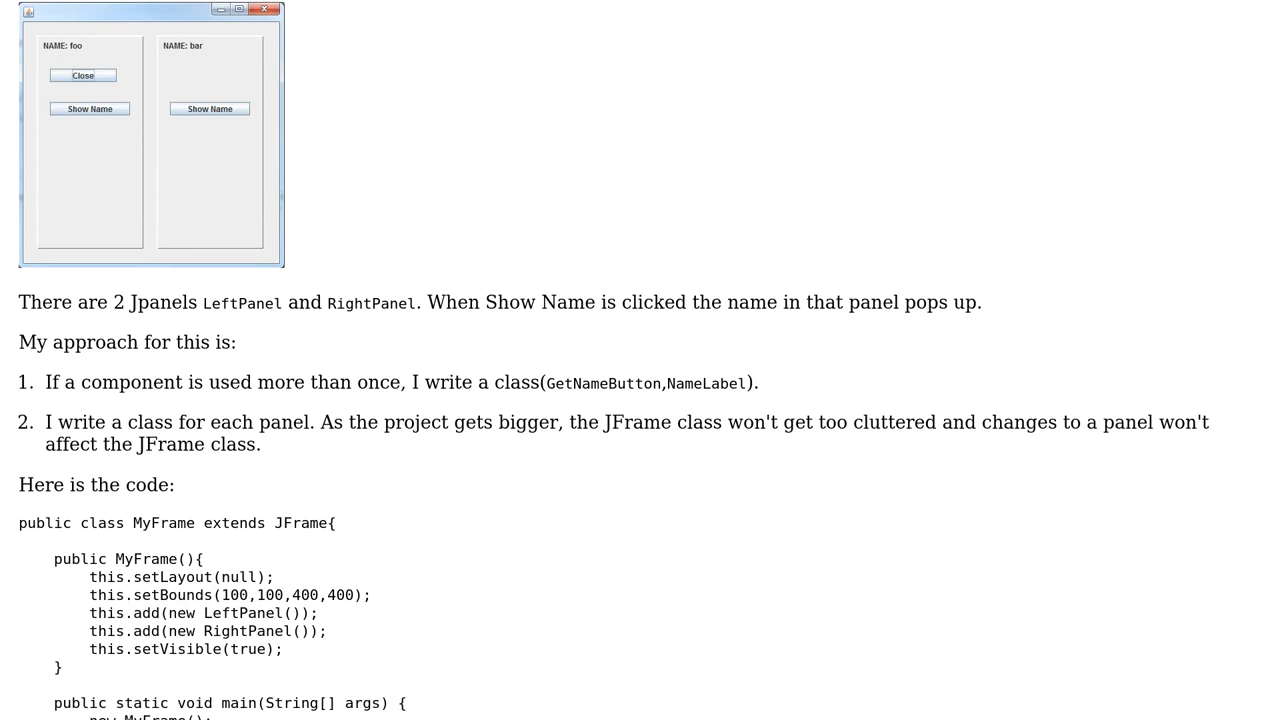 NAME: foo
NAME: bar
Close
Show Name
Show Name
There are 2 Jpanels LeftPanel and RightPanel. When Show Name is clicked the name in that panel pops up.
My approach for this is:
1. If a component is used more than once, I write a class(GetNameButton,NameLabel).
2. I write a class for each panel. As the project gets bigger, the JFrame class won't get too cluttered and changes to a panel won't
affect the JFrame class.
Here is the code:
public class MyFrame extends JFrame{
    public MyFrame(){
        this.setLayout(null);
        this.setBounds(100,100,400,400);
        this.add(new LeftPanel());
        this.add(new RightPanel());
        this.setVisible(true);
    }
    public static void main(String[] args) {
        new MyFrame();